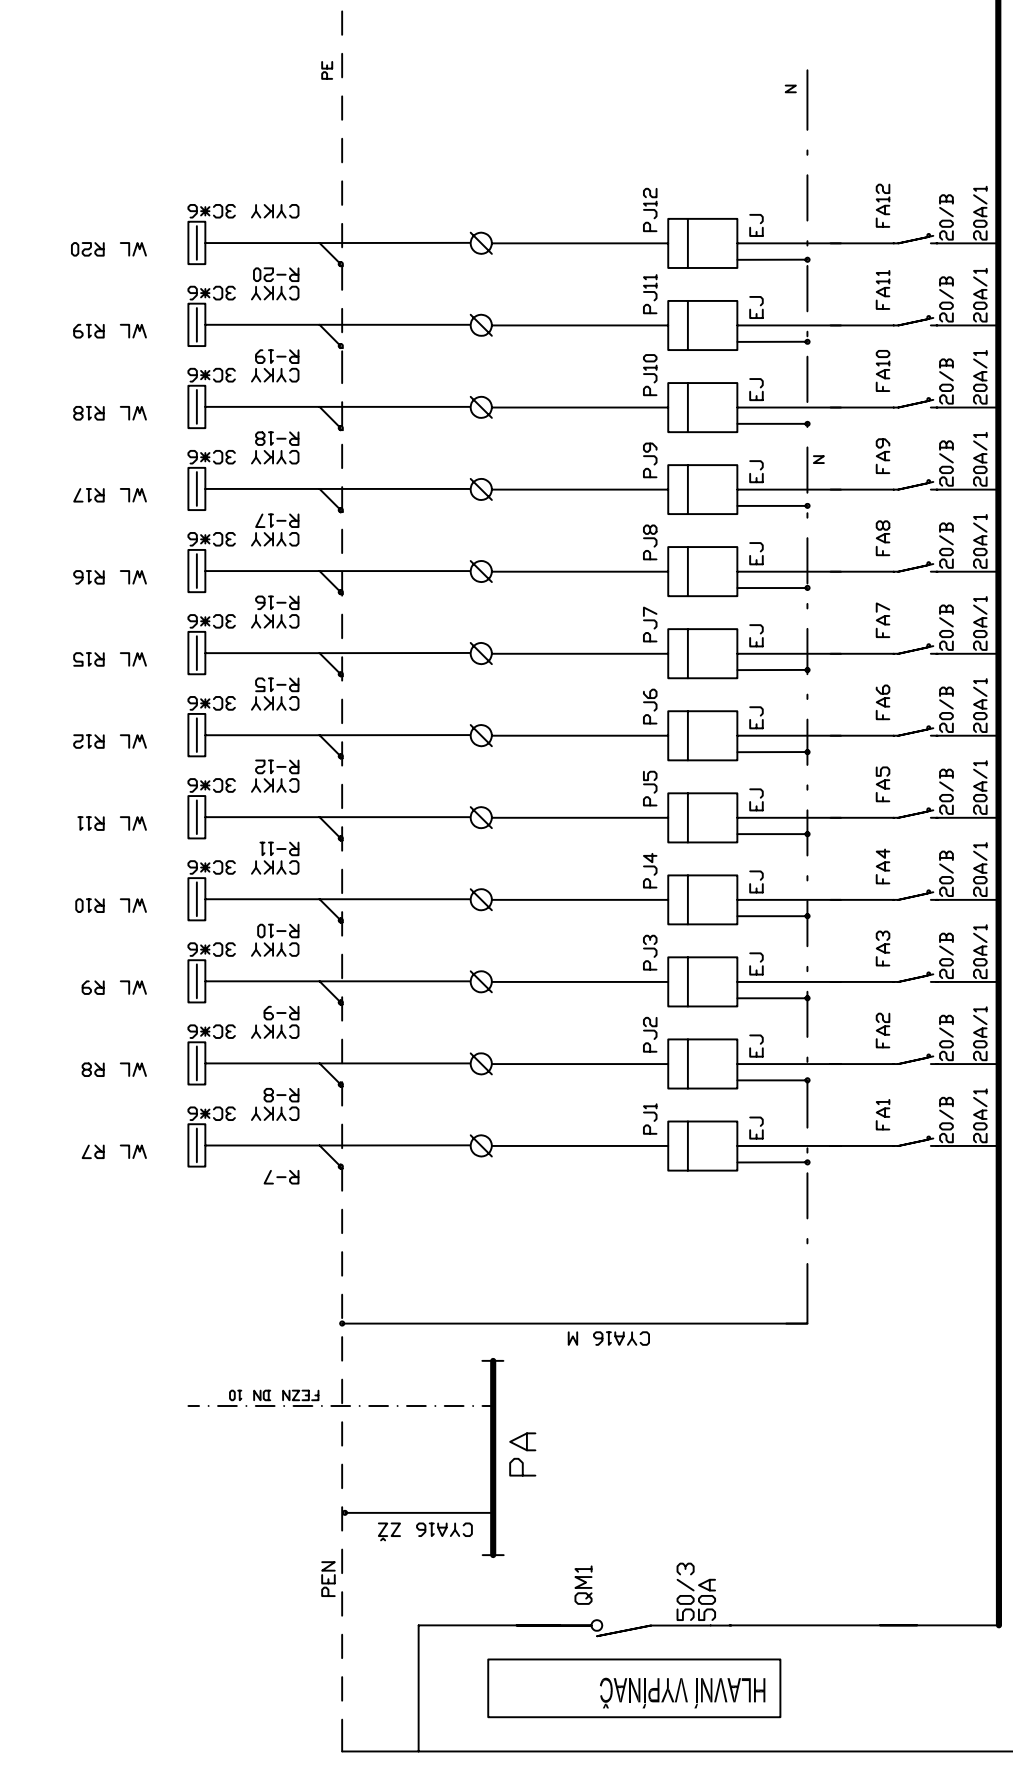 PE
N
WL R20
CYKY 3C*6
R-20
PJ12
EJ
FA12
20/B
20A/1
WL R19
CYKY 3C*6
R-19
PJ11
EJ
FA11
20/B
20A/1
WL R18
CYKY 3C*6
R-18
PJ10
EJ
FA10
20/B
20A/1
N
WL R17
CYKY 3C*6
R-17
PJ9
EJ
FA9
20/B
20A/1
WL R16
CYKY 3C*6
R-16
PJ8
EJ
FA8
20/B
20A/1
WL R15
CYKY 3C*6
R-15
PJ7
EJ
FA7
20/B
20A/1
WL R12
CYKY 3C*6
R-12
PJ6
EJ
FA6
20/B
20A/1
WL R11
CYKY 3C*6
R-11
PJ5
EJ
FA5
20/B
20A/1
WL R10
CYKY 3C*6
R-10
PJ4
EJ
FA4
20/B
20A/1
WL R9
CYKY 3C*6
R-9
PJ3
EJ
FA3
20/B
20A/1
WL R8
CYKY 3C*6
R-8
PJ2
EJ
FA2
20/B
20A/1
WL R7
CYKY 3C*6
R-7
PJ1
EJ
FA1
20/B
20A/1
CYA16 M
FEZN DN 10
PA
CYA16 ZŽ
PEN
QM1
50/3
50A
HLAVNÍ VYPÍNAČ